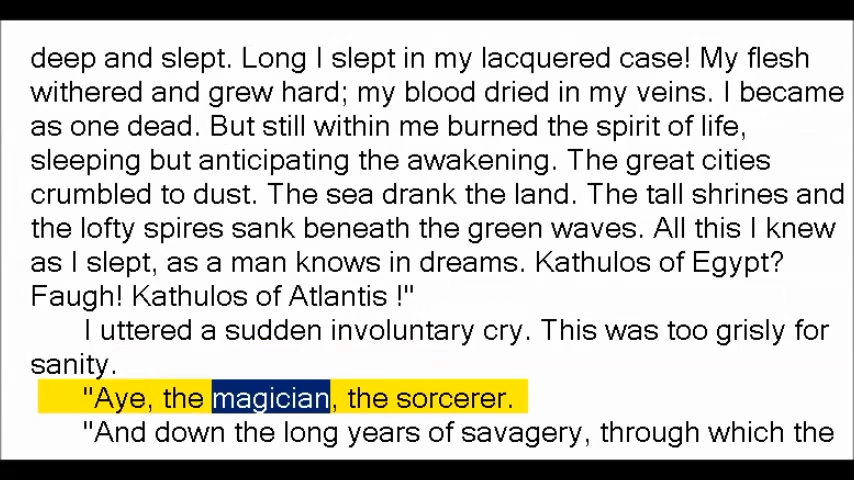 deep and slept. Long I slept in my lacquered case! My flesh
withered and grew hard; my blood dried in my veins. I became
as one dead. But still within me burned the spirit of life,
sleeping but anticipating the awakening. The great cities
crumbled to dust. The sea drank the land. The tall shrines and
the lofty spires sank beneath the green waves. All this I knew
as I slept, as a man knows in dreams. Kathulos of Egypt?
Faugh! Kathulos of Atlantis !"
I uttered a sudden involuntary cry. This was too grisly for
sanity.
"Aye, the magician, the sorcerer.
"And down the long years of savagery, through which the